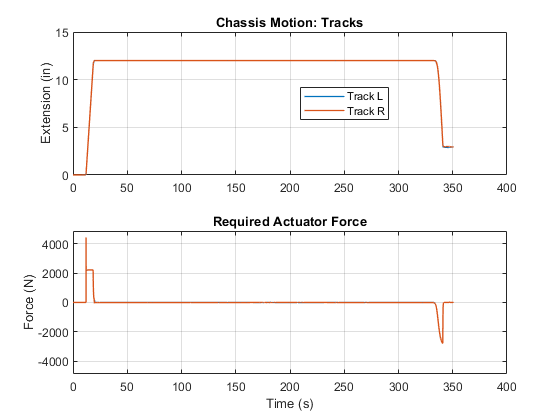 Chassis Motion: Tracks
15
10
5
0
Extension (in)
Track L
Track R
0 50 100 150 200 250 300 350 400
Required Actuator Force
4000
2000
0
-2000
-4000
Force (N)
0 50 100 150 200 250 300 350 400
Time (s)